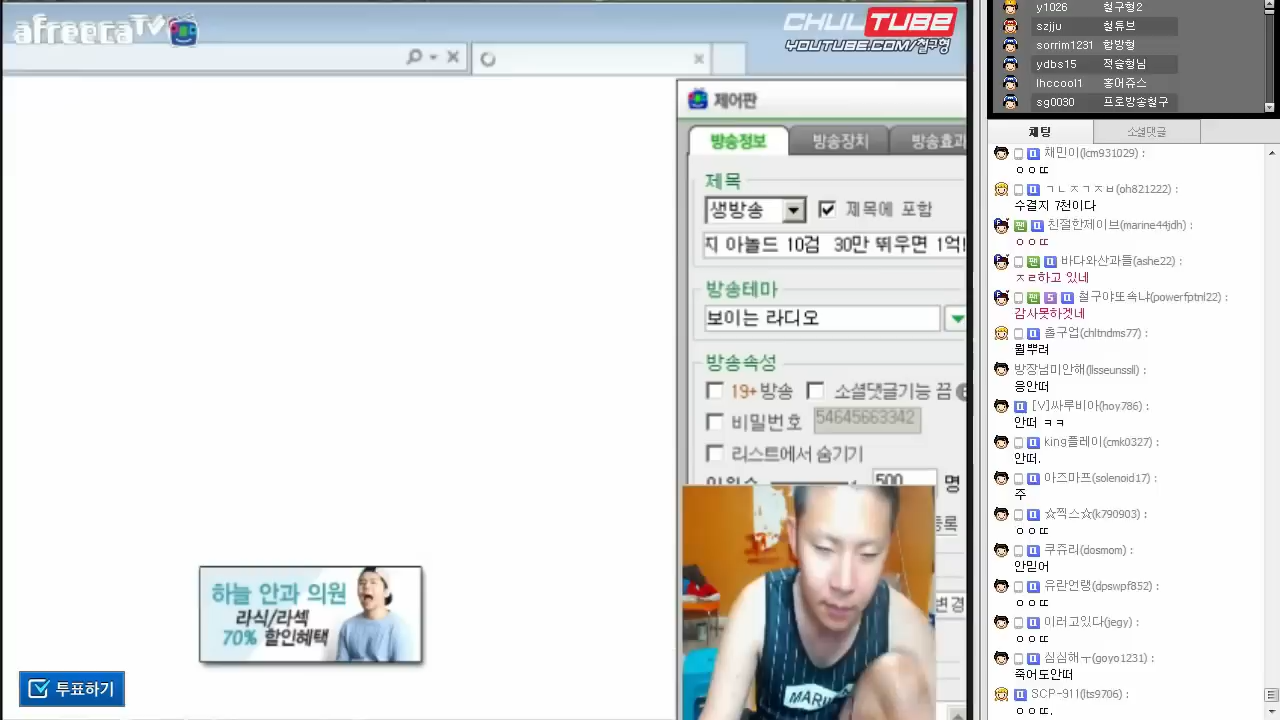 afreecaTV
CHULTUBE
YOUTUBE.COM/철구형
제어판
방송정보
방송장치
방송효과
제목
생방송
제목에 포함
지 아놀드 10검 30만 뛰우면 1억!
방송테마
보이는 라디오
방송속성
19+ 방송
소셜댓글기능 끔
비밀번호
54645663342
리스트에서 숨기기
500
명
등록
변경
하늘 안과 의원
라식/라섹
70% 할인혜택
투표하기
y1026 철구형2
szjju 철튜브
sorrim1231 합방형
ydbs15 적슬형님
lhccool1 홍머쥬스
sg0030 프로방송철구
채팅
소셜댓글
채민이(lcm931029) :
ㅇㅇㄸ
ㄱㄴㅈㄱㅈㅂ(oh821222) :
수결지 7천이다
친절한제이브(marine44jdh) :
ㅇㅇㄸ
바다와산과들(ashe22) :
ㅈㄹ하고 있네
철구야또속냐(powerfptnl22) :
감사못하겟네
출구업(chltndms77) :
뭘뿌려
방장님미안해(llsseunssil) :
응안떠
[V]싸루비아(hoy786) :
안떠 ㅋㅋ
king플레이(cmk0327) :
안떠.
아즈마프(solenoid17) :
주
☆찍스☆(k790903) :
ㅇㅇㄸ
쿠쥬리(dosmom) :
안믿어
유란인랭(dpswpf852) :
ㅇㅇㄸ
이러고있다(jegy) :
ㅇㅇㄸ
심심해ㅜ(goyo1231) :
죽어도안떠
SCP-911(lts9706) :
ㅇㅇㄸ.